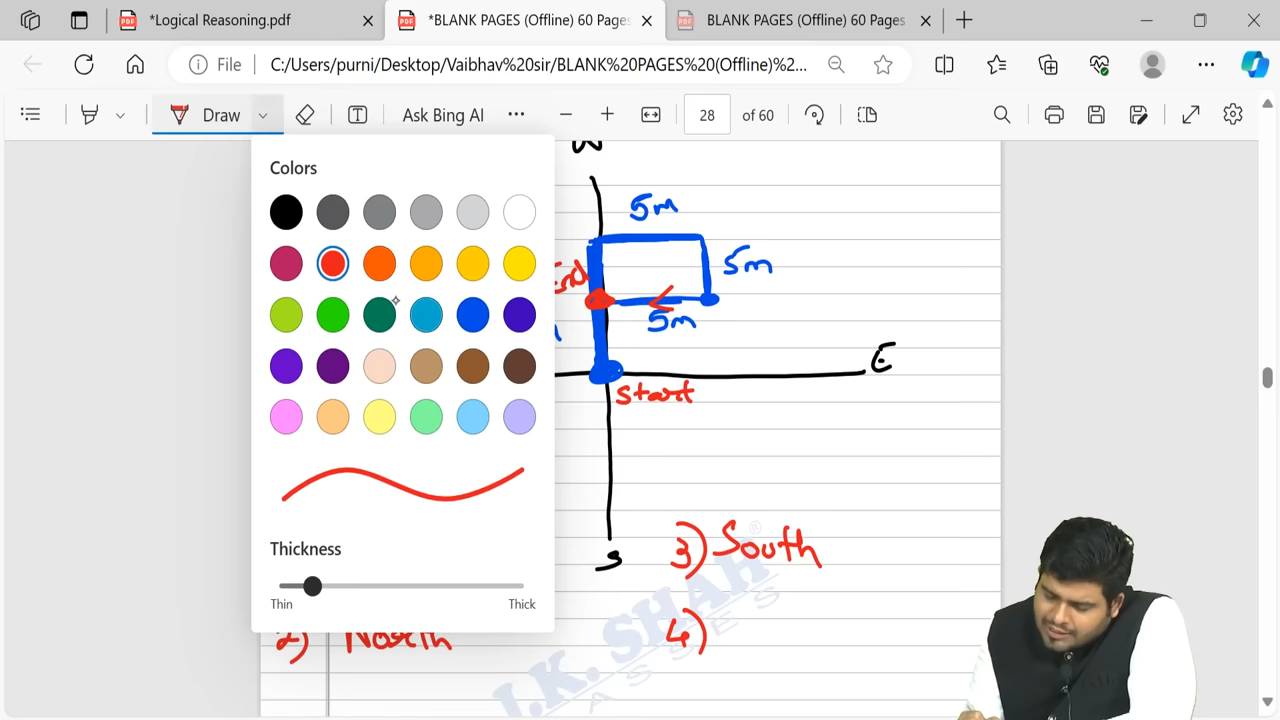 *Logical Reasoning.pdf
*BLANK PAGES (Offline) 60 Pages
BLANK PAGES (Offline) 60 Pages
File
C:/Users/purni/Desktop/Vaibhav%20sir/BLANK%20PAGES%20(Offline)%2...
Draw
Ask Bing AI
28
of 60
Colors
N
5m
5m
End
5m
E
start
Thickness
Thin
Thick
S
3) South
2) North
4)
J.K. SHAH
CLASSES